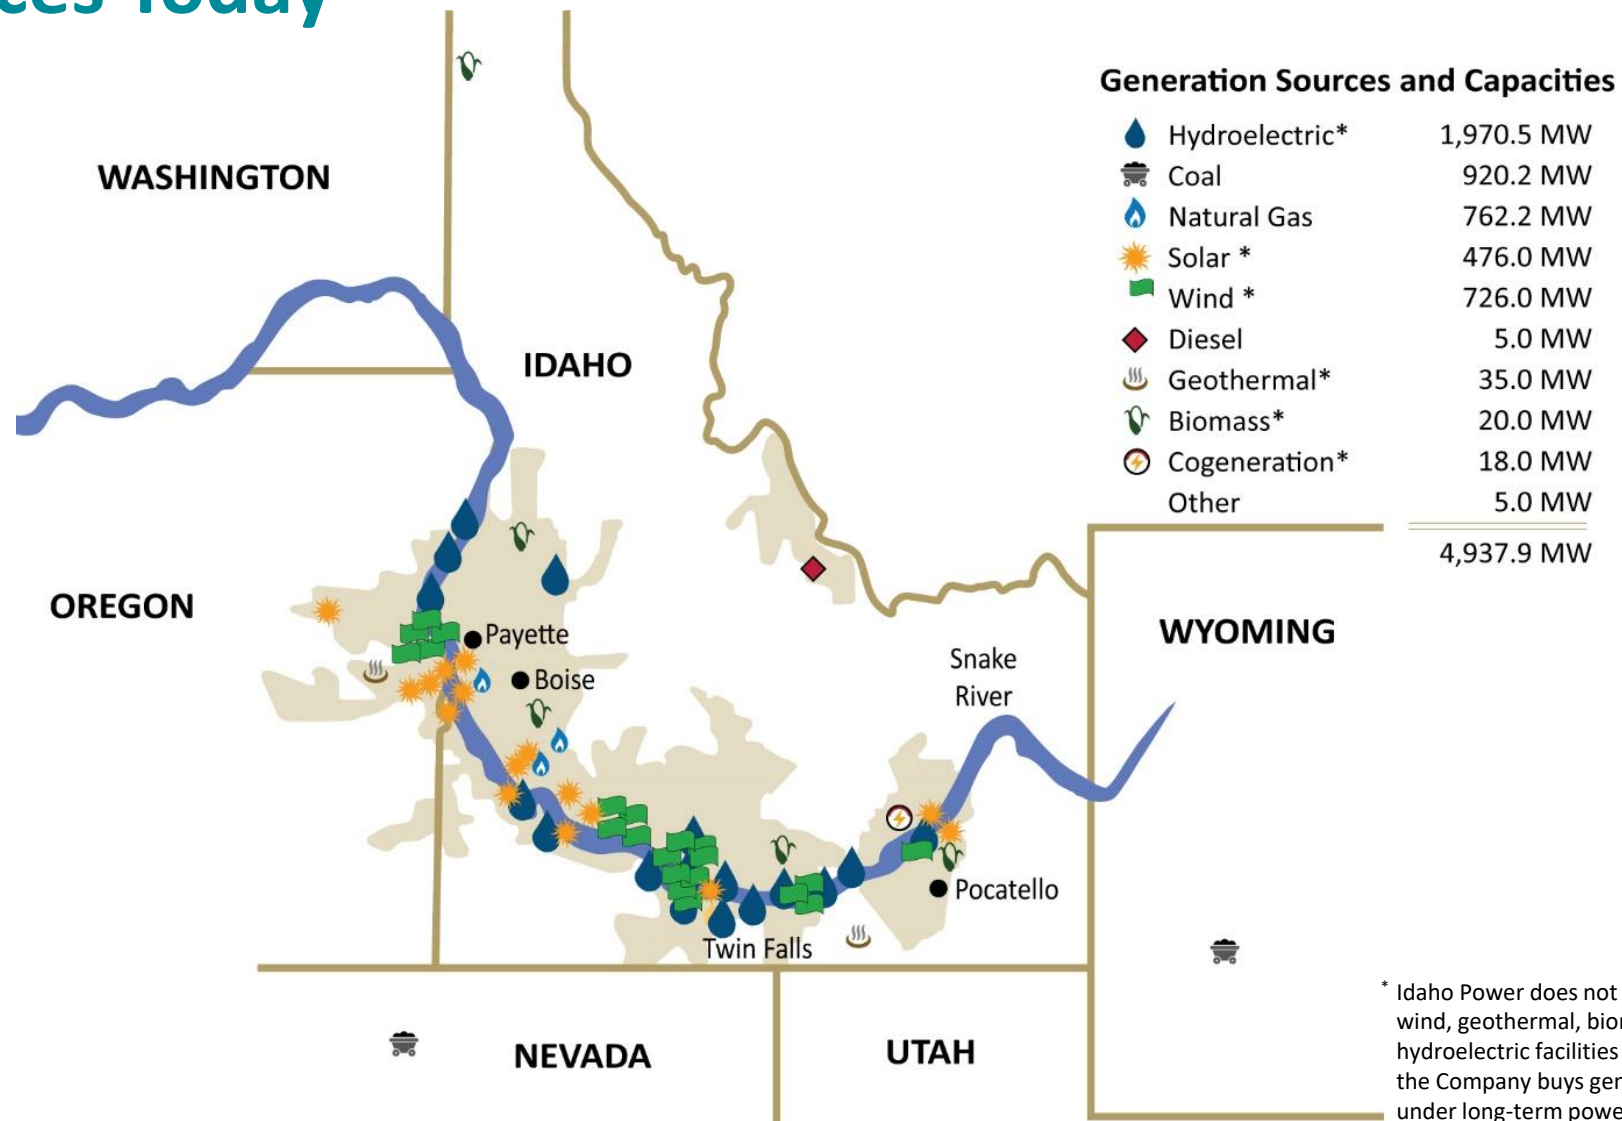 Today
WASHINGTON
IDAHO
OREGON
Payette
Boise
Snake
River
WYOMING
Pocatello
Twin Falls
NEVADA
UTAH
Generation Sources and Capacities
Hydroelectric* 1,970.5 MW
Coal 920.2 MW
Natural Gas 762.2 MW
Solar * 476.0 MW
Wind * 726.0 MW
Diesel 5.0 MW
Geothermal* 35.0 MW
Biomass* 20.0 MW
Cogeneration* 18.0 MW
Other 5.0 MW
4,937.9 MW
* Idaho Power does not
wind, geothermal,
hydroelectric facilities
the Company buys
under long-term